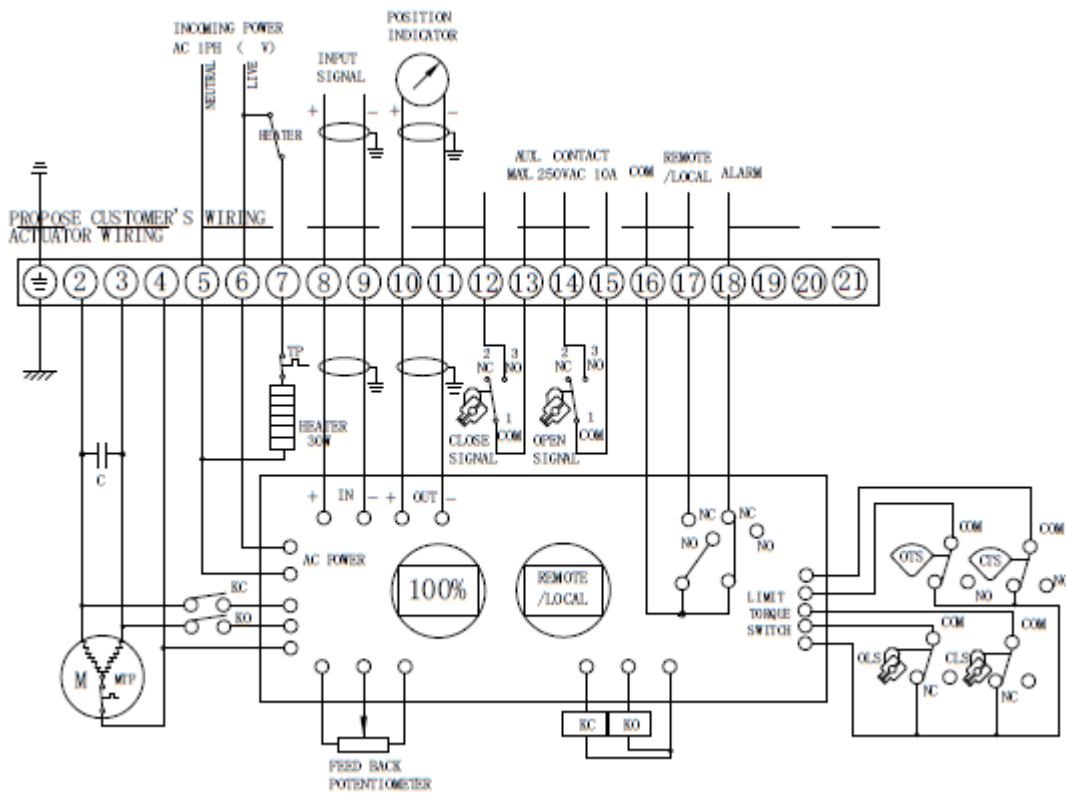 POSITION
INDICATOR
INCOMING POWER
AC 1PH ( V)
NEUTRAL
LIVE
INPUT
SIGNAL
+ - + -
HEATER
AUX. CONTACT
MAX. 250VAC 10A
COM
REMOTE
/LOCAL
ALARM
PROPOSE CUSTOMER'S WIRING
ACTUATOR WIRING
2 3 4 5 6 7 8 9 10 11 12 13 14 15 16 17 18 19 20 21
TP
2 3
NC NO
2 3
NC NO
HEATER
30W
1
COM
CLOSE
SIGNAL
1
COM
OPEN
SIGNAL
C
+ IN - + OUT -
AC POWER
100%
REMOTE
/LOCAL
NC
NO
NC
NO
LIMIT
TORQUE
SWITCH
COM
OTS
NO
COM
CTS
NO
COM
OLS
NC
COM
CLS
NC
KC
KO
M
MTP
KC KO
FEED BACK
POTENTIOMETER